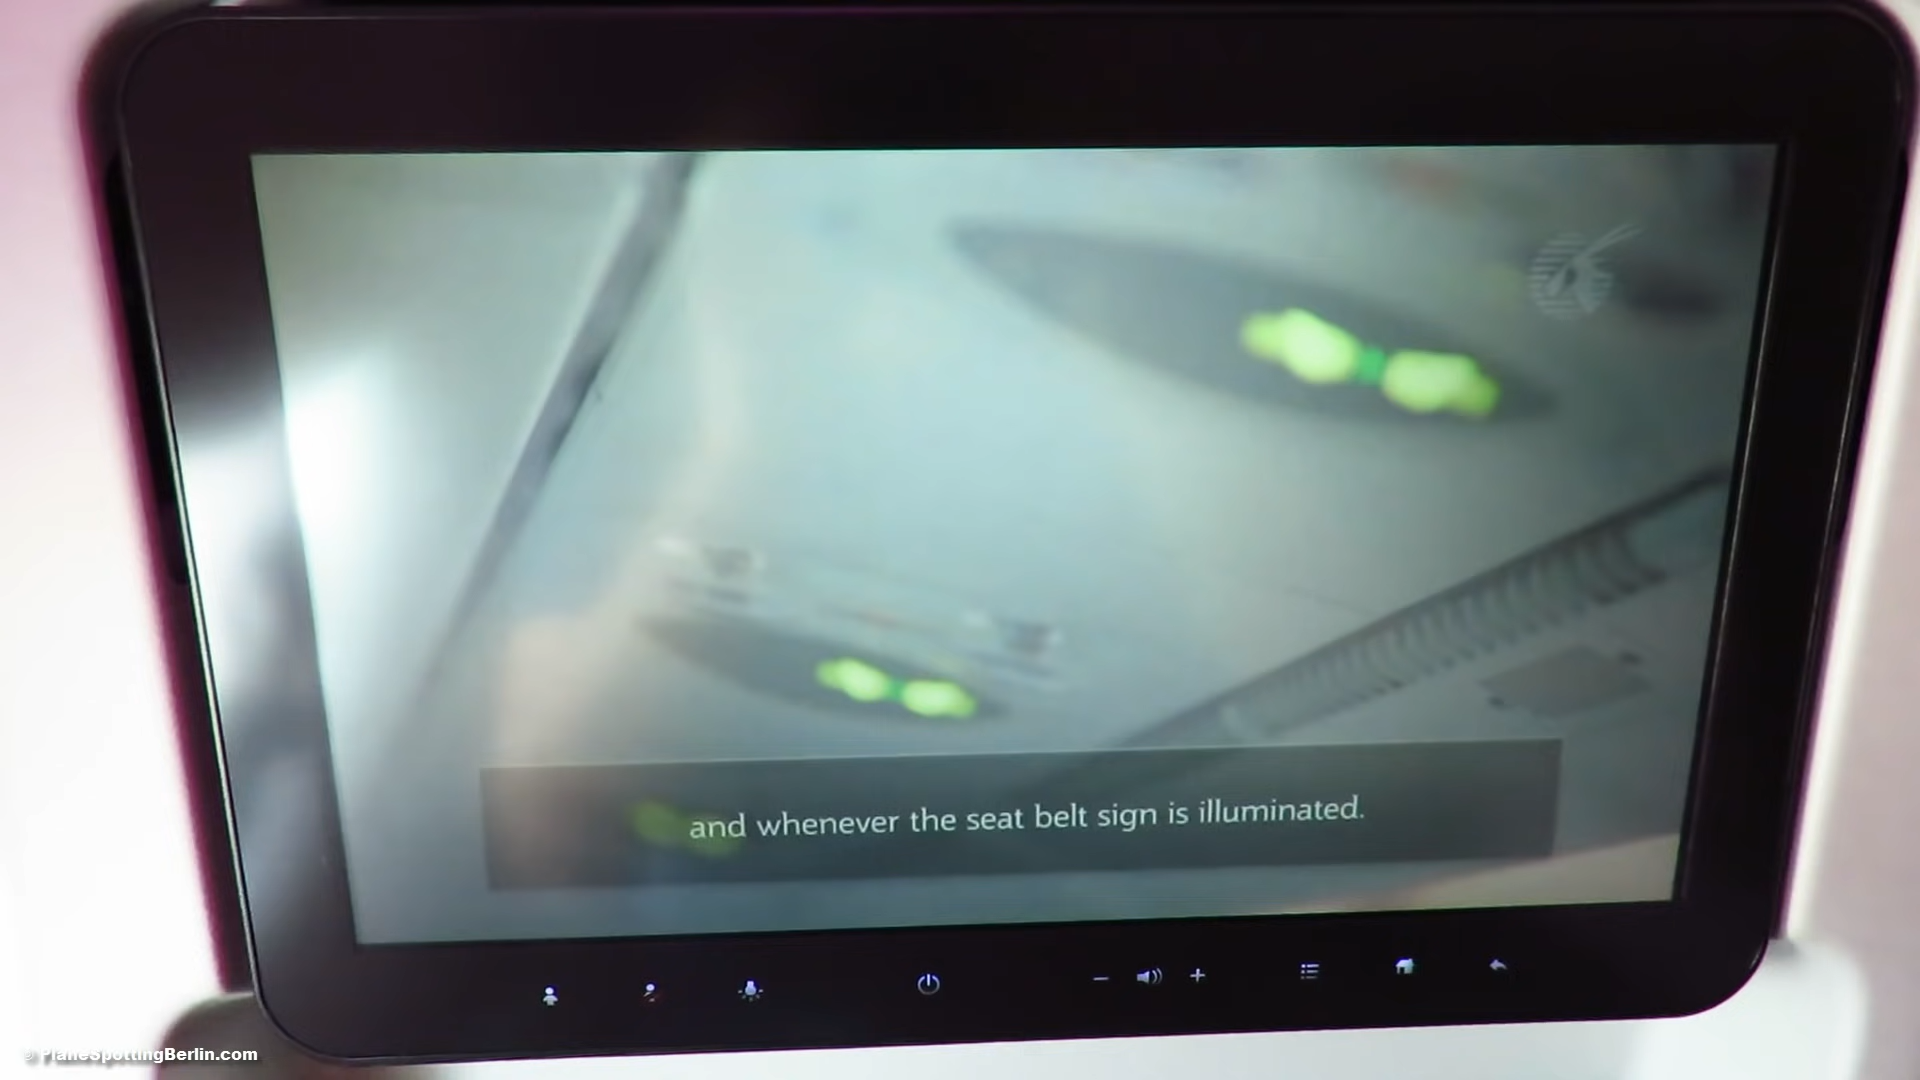 and whenever the seat belt sign is illuminated.
© PlaneSpottingBerlin.com